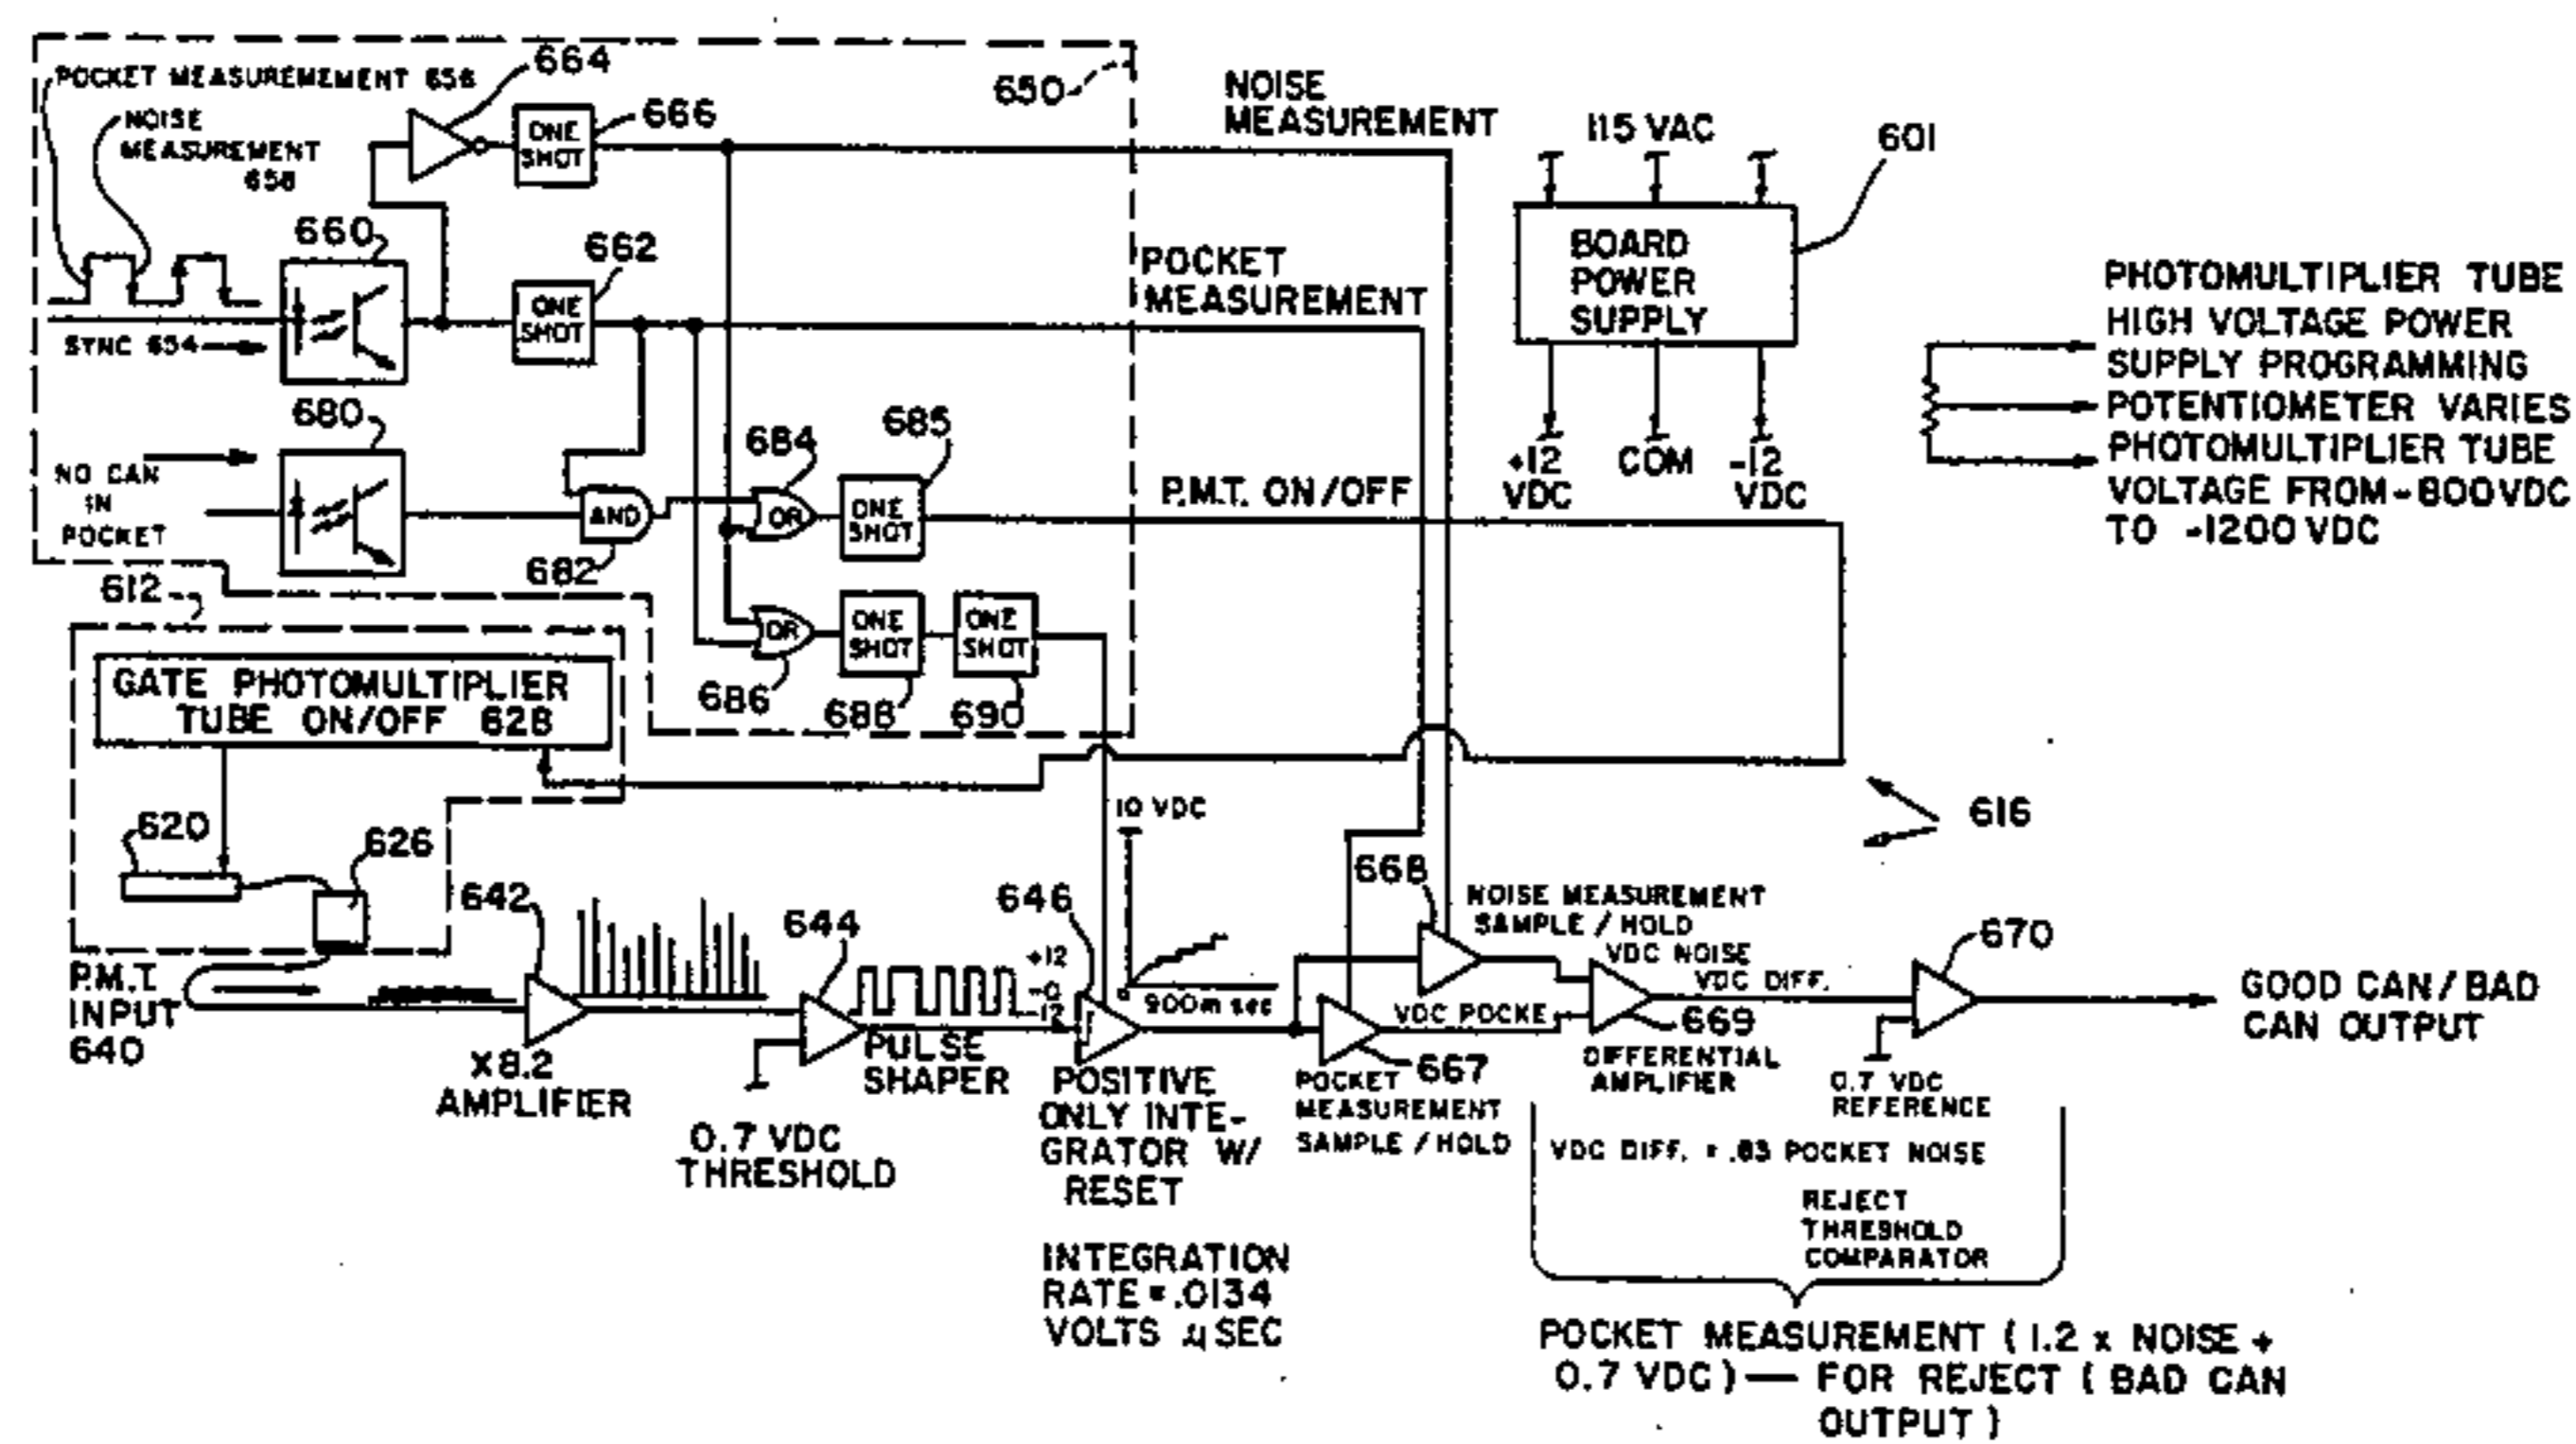 POCKET MEASUREMEMENT 656
664
650
NOISE
MEASUREMENT
658
ONE
SHOT
666
NOISE
MEASUREMENT
115 VAC
601
660
662
ONE
SHOT
SYNC 654
POCKET
MEASUREMENT
BOARD
POWER
SUPPLY
+12
VDC
COM
-12
VDC
PHOTOMULTIPLIER TUBE
HIGH VOLTAGE POWER
SUPPLY PROGRAMMING
POTENTIOMETER VARIES
PHOTOMULTIPLIER TUBE
VOLTAGE FROM-800VDC
TO -1200 VDC
680
NO CAN
IN
POCKET
AND
682
684
OR
685
ONE
SHOT
P.M.T. ON/OFF
612
OR
686
ONE
SHOT
688
ONE
SHOT
690
GATE PHOTOMULTIPLIER
TUBE ON/OFF 628
616
620
626
P.M.T.
INPUT
640
642
X8.2
AMPLIFIER
644
0.7 VDC
THRESHOLD
PULSE
SHAPER
+12
-0
-12
646
10 VDC
0
900m sec
POSITIVE
ONLY INTE-
GRATOR W/
RESET
INTEGRATION
RATE = .0134
VOLTS µSEC
668
NOISE MEASUREMENT
SAMPLE / HOLD
VDC NOISE
VDC DIFF.
VDC POCKE
667
POCKET
MEASUREMENT
SAMPLE / HOLD
669
DIFFERENTIAL
AMPLIFIER
670
0.7 VDC
REFERENCE
GOOD CAN / BAD
CAN OUTPUT
VDC DIFF. = .83 POCKET NOISE
REJECT
THRESHOLD
COMPARATOR
POCKET MEASUREMENT ( 1.2 x NOISE +
0.7 VDC ) — FOR REJECT ( BAD CAN
OUTPUT )